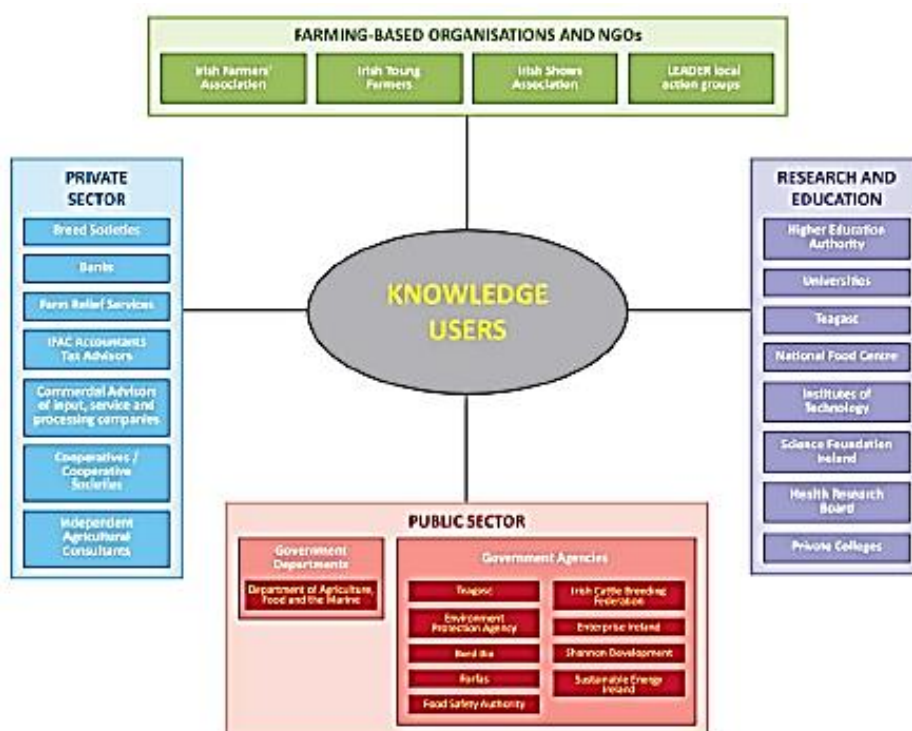 FARMING-BASED ORGANISATIONS AND NGOs
Irish Farmers'
Association
Irish Young
Farmers
Irish Shows
Association
LEADER local
action groups
PRIVATE
SECTOR
Breed Societies
Banks
Farm Relief Services
IFAC Accountants
Tax Advisors
Commercial Advisors
of input, service and
processing companies
Cooperatives /
Cooperative
Societies
Independent
Agricultural
Consultants
KNOWLEDGE
USERS
RESEARCH AND
EDUCATION
Higher Education
Authority
Universities
Teagasc
National Food Centre
Institutes of
Technology
Science Foundation
Ireland
Health Research
Board
Private Colleges
PUBLIC SECTOR
Government
Departments
Department of Agriculture,
Food and the Marine
Government Agencies
Teagasc
Environment
Protection Agency
Bord Bia
Forfas
Food Safety Authority
Irish Cattle Breeding
Federation
Enterprise Ireland
Shannon Development
Sustainable Energy
Ireland